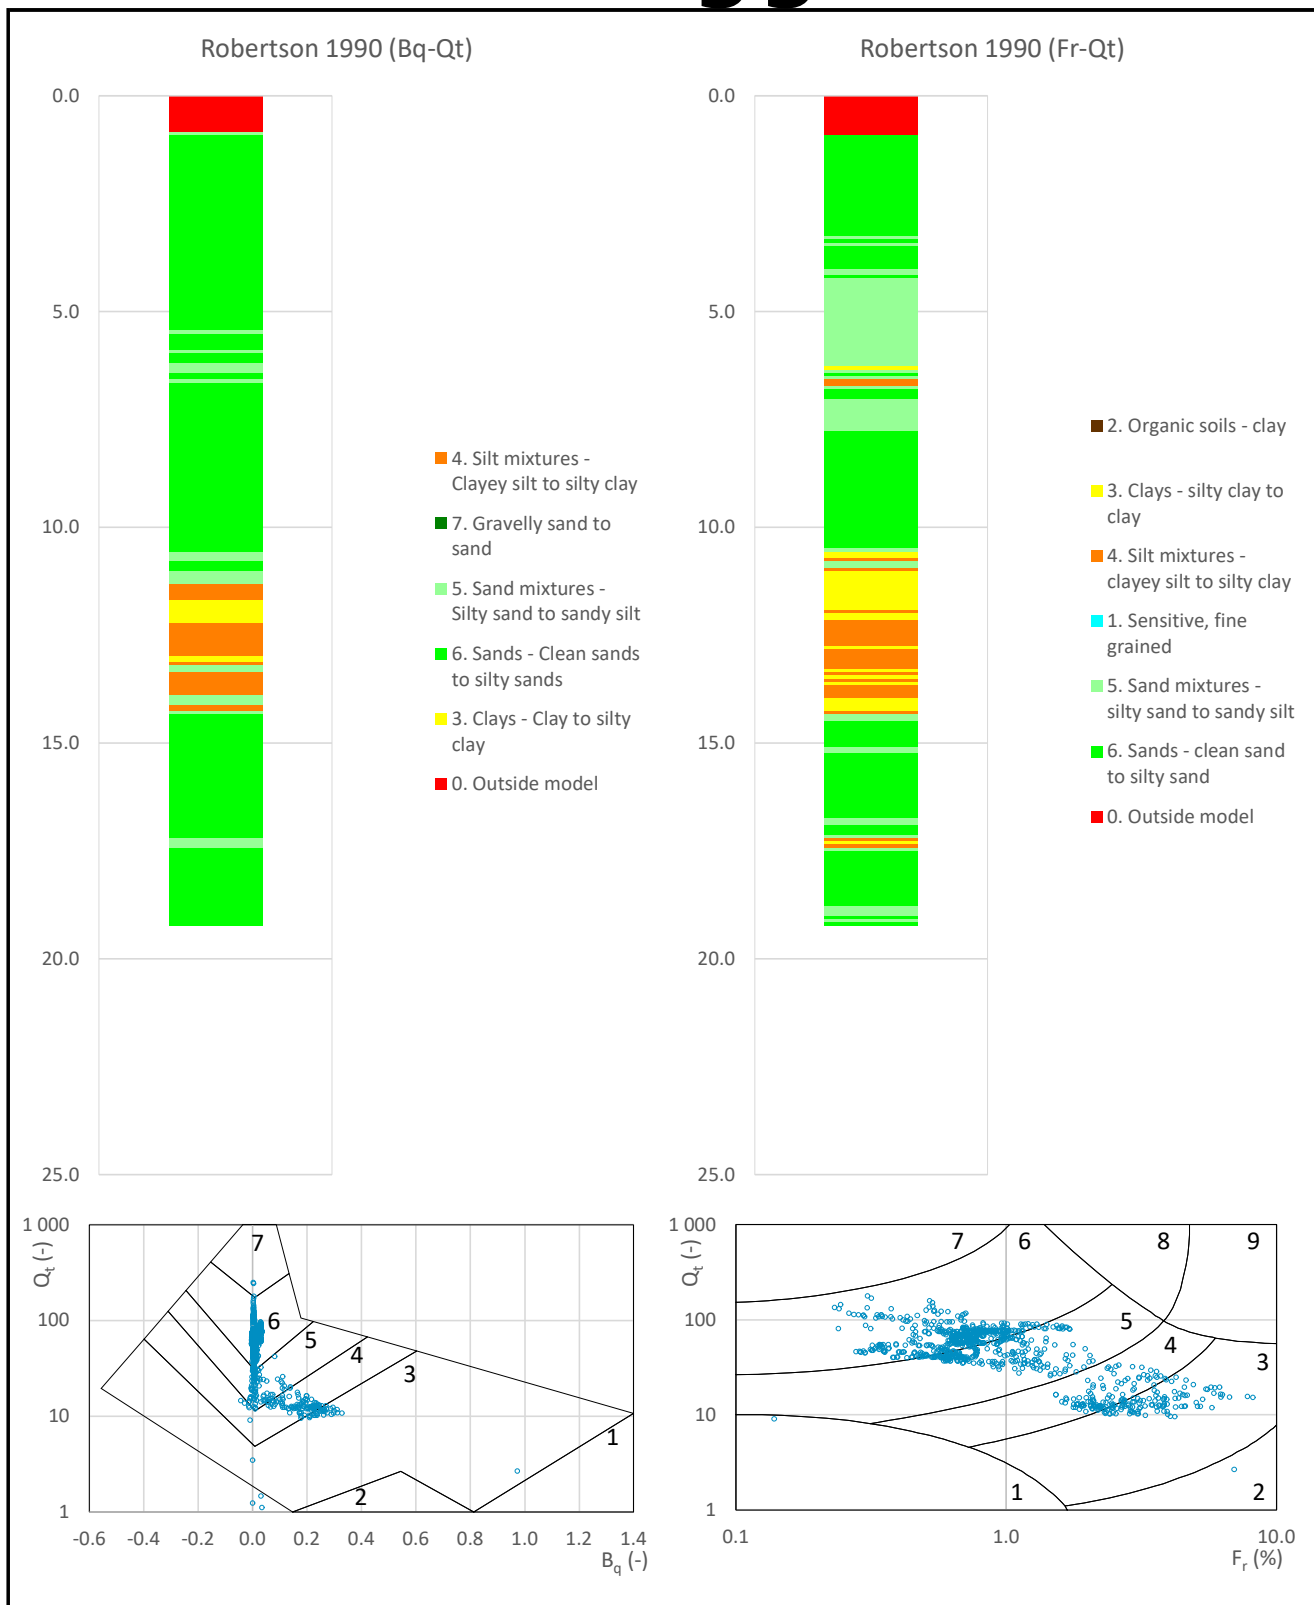 Robertson 1990 (Bq-Qt)
0.0
5.0
10.0
15.0
20.0
25.0
4. Silt mixtures -
Clayey silt to silty clay
7. Gravelly sand to
sand
5. Sand mixtures -
Silty sand to sandy silt
6. Sands - Clean sands
to silty sands
3. Clays - Clay to silty
clay
0. Outside model
Robertson 1990 (Fr-Qt)
0.0
5.0
10.0
15.0
20.0
25.0
2. Organic soils - clay
3. Clays - silty clay to
clay
4. Silt mixtures -
clayey silt to silty clay
1. Sensitive, fine
grained
5. Sand mixtures -
silty sand to sandy silt
6. Sands - clean sand
to silty sand
0. Outside model
Qt (-)
1 000
100
10
1
7
6
5
4
3
1
2
-0.6 -0.4 -0.2 0.0 0.2 0.4 0.6 0.8 1.0 1.2 1.4
Bq (-)
Qt (-)
1 000
100
10
1
7 6 8 9
5
4
3
1 2
0.1 1.0 10.0
Fr (%)